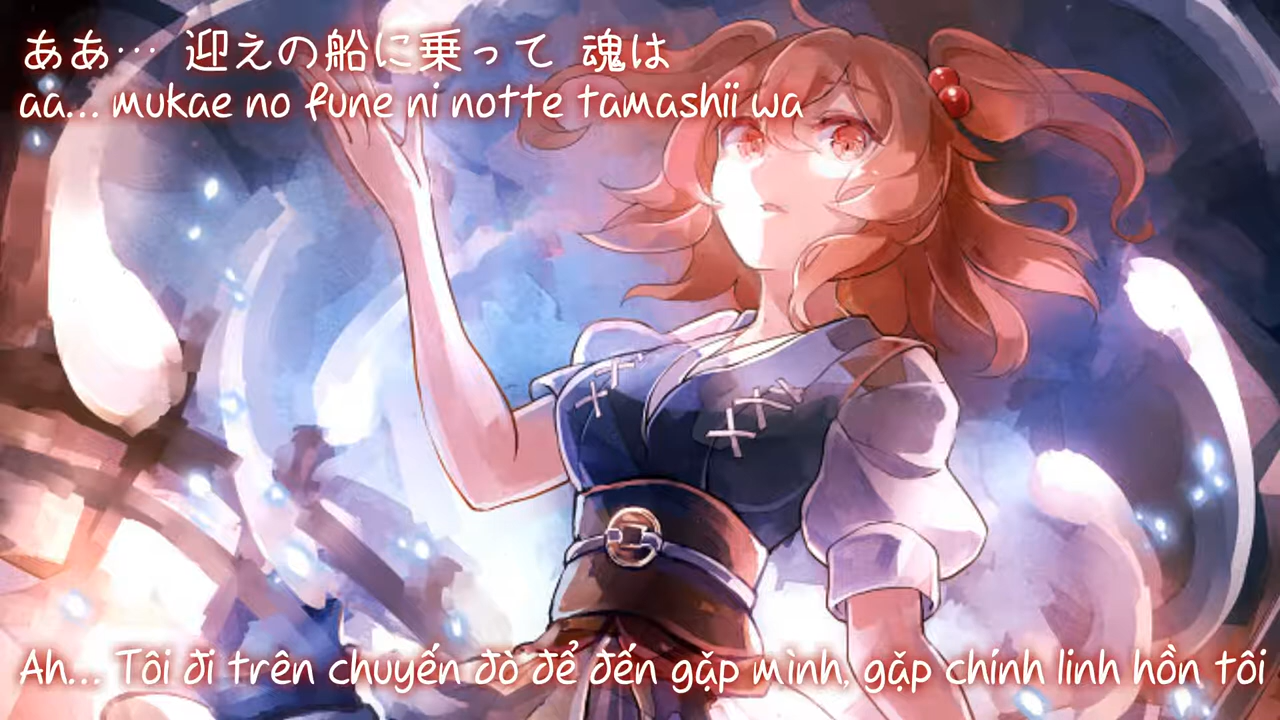 ああ… 迎えの船に乗って 魂は
aa... mukae no fune ni notte tamashii wa
Ah... Tôi đi trên chuyến đò để đến gặp mình, gặp chính linh hồn tôi